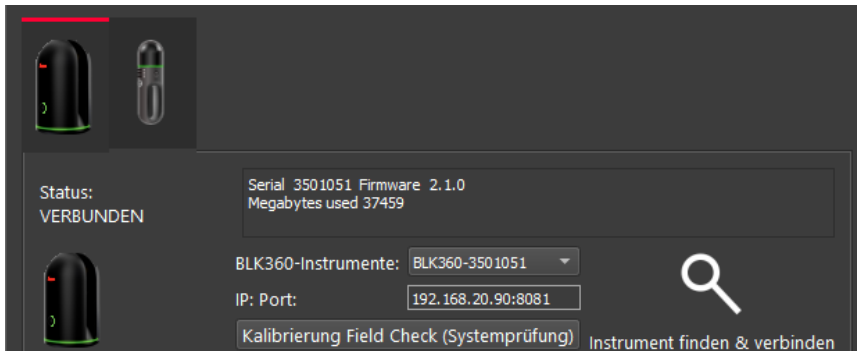 Status:
VERBUNDEN
Serial 3501051 Firmware 2.1.0
Megabytes used 37459
BLK360-Instrumente: BLK360-3501051
IP: Port: 192.168.20.90:8081
Kalibrierung Field Check (Systemprüfung)
Instrument finden & verbinden